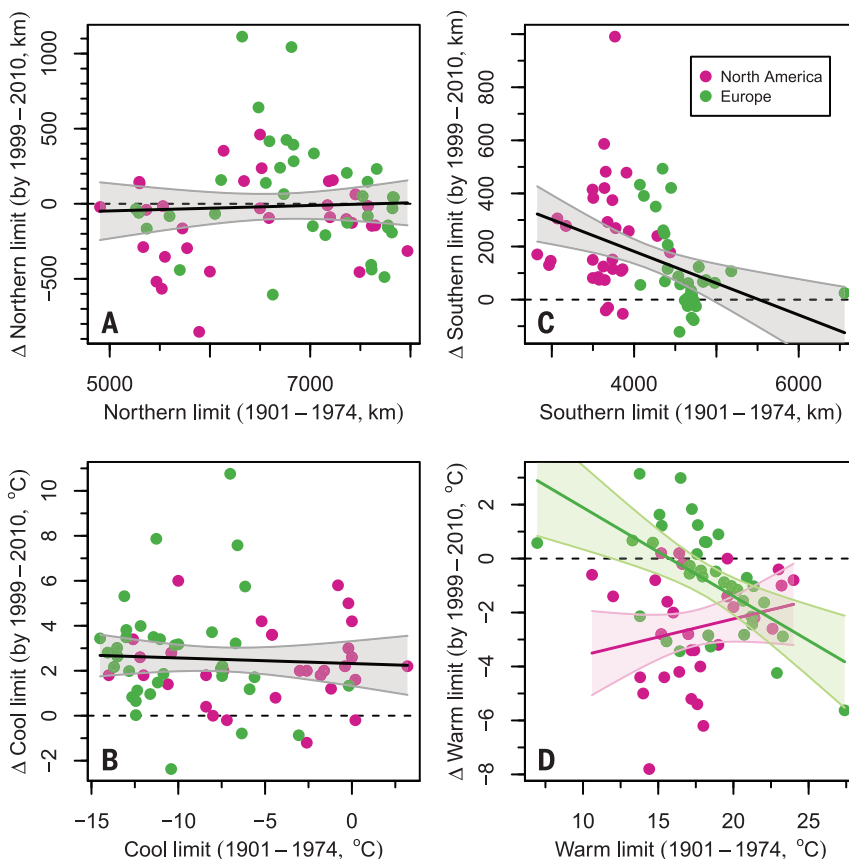 Δ Northern limit (by 1999–2010, km)
1000
500
0
−500
A
5000
7000
Northern limit (1901–1974, km)
Δ Southern limit (by 1999–2010, km)
800
600
400
200
0
North America
Europe
C
4000
5000
6000
Southern limit (1901–1974, km)
Δ Cool limit (by 1999–2010, °C)
10
8
6
4
2
0
−2
B
−15
−10
−5
0
Cool limit (1901–1974, °C)
Δ Warm limit (by 1999–2010, °C)
2
0
−2
−4
−6
−8
D
10
15
20
25
Warm limit (1901–1974, °C)